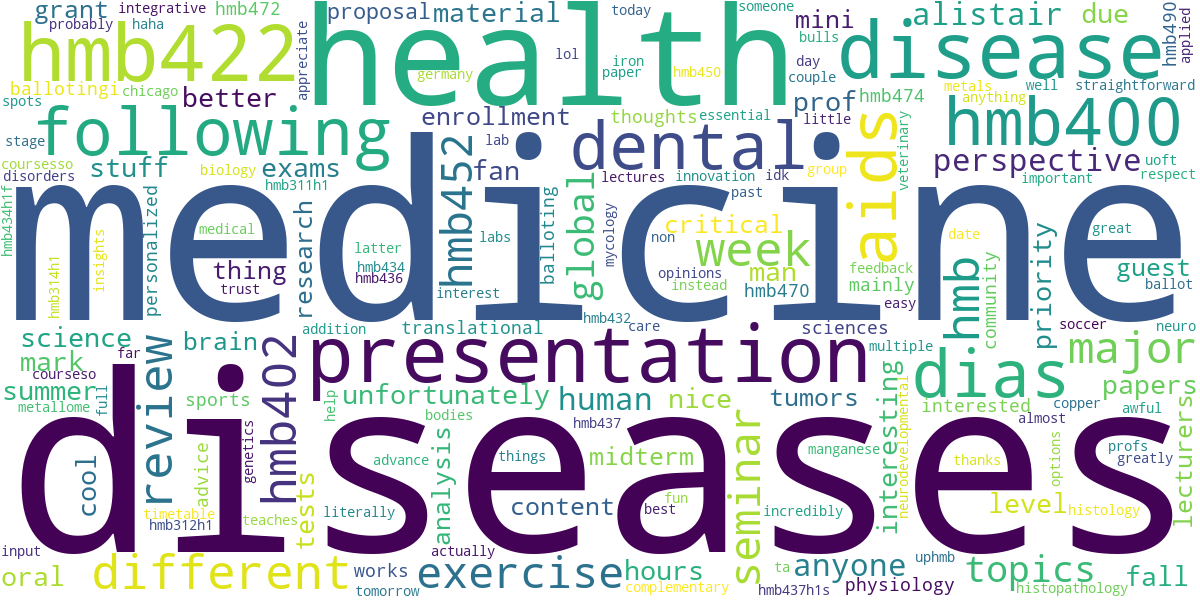 grant
integrative
hmb472
probably
haha
appreciate
proposal
material
today
lol
iron
paper
someone
bulls
day
couple
mini
alistair
due
hmb490
applied
hmb422
health
disease
ballotingi
chicago
better
spots
germany
hmb450
prof
little
hmb474
metals
anything
well
straightforward
following
stage
coursesso
disorders
stuff
biology
exams
hmb311h1
enrollment
lab
fan
hmb452
thoughts
essential
dental
lectures
innovation
idk
past
group
aids
veterinary
hmb400
perspective
important
uoft
respect
medicine
hmb434h1f
hmb314h1
insights
personalized
medical
thing
trust
research
latter
hmb434
hmb436
labs
interest
balloting
global
mycology
non
opinions
instead
critical
week
man
hmb470
feedback
mainly
easy
date
hmb
community
priority
great
guest
ballot
science
mark
far
courseso
summer
metallome
full
review
brain
sports
advice
genetics
hmb402
addition
translational
hmb432
care
sciences
multiple
soccer
neuro
presentation
major
dias
papers
unfortunately
help
bodies
human
nice
tumors
hmb437
seminar
interesting
neurodevelopmental
interested
copper
awful
almost
options
profs
greatly
lecturers
diseases
cool
timetable
hmb312h1
teaches
tests
literally
analysis
advance
things
midterm
content
fun
best
manganese
incredibly
thanks
level
histology
input
oral
different
works
tomorrow
actually
exercise
hours
complementary
ta
hmb437h1s
anyone
physiology
uphmb
topics
histopathology
fall